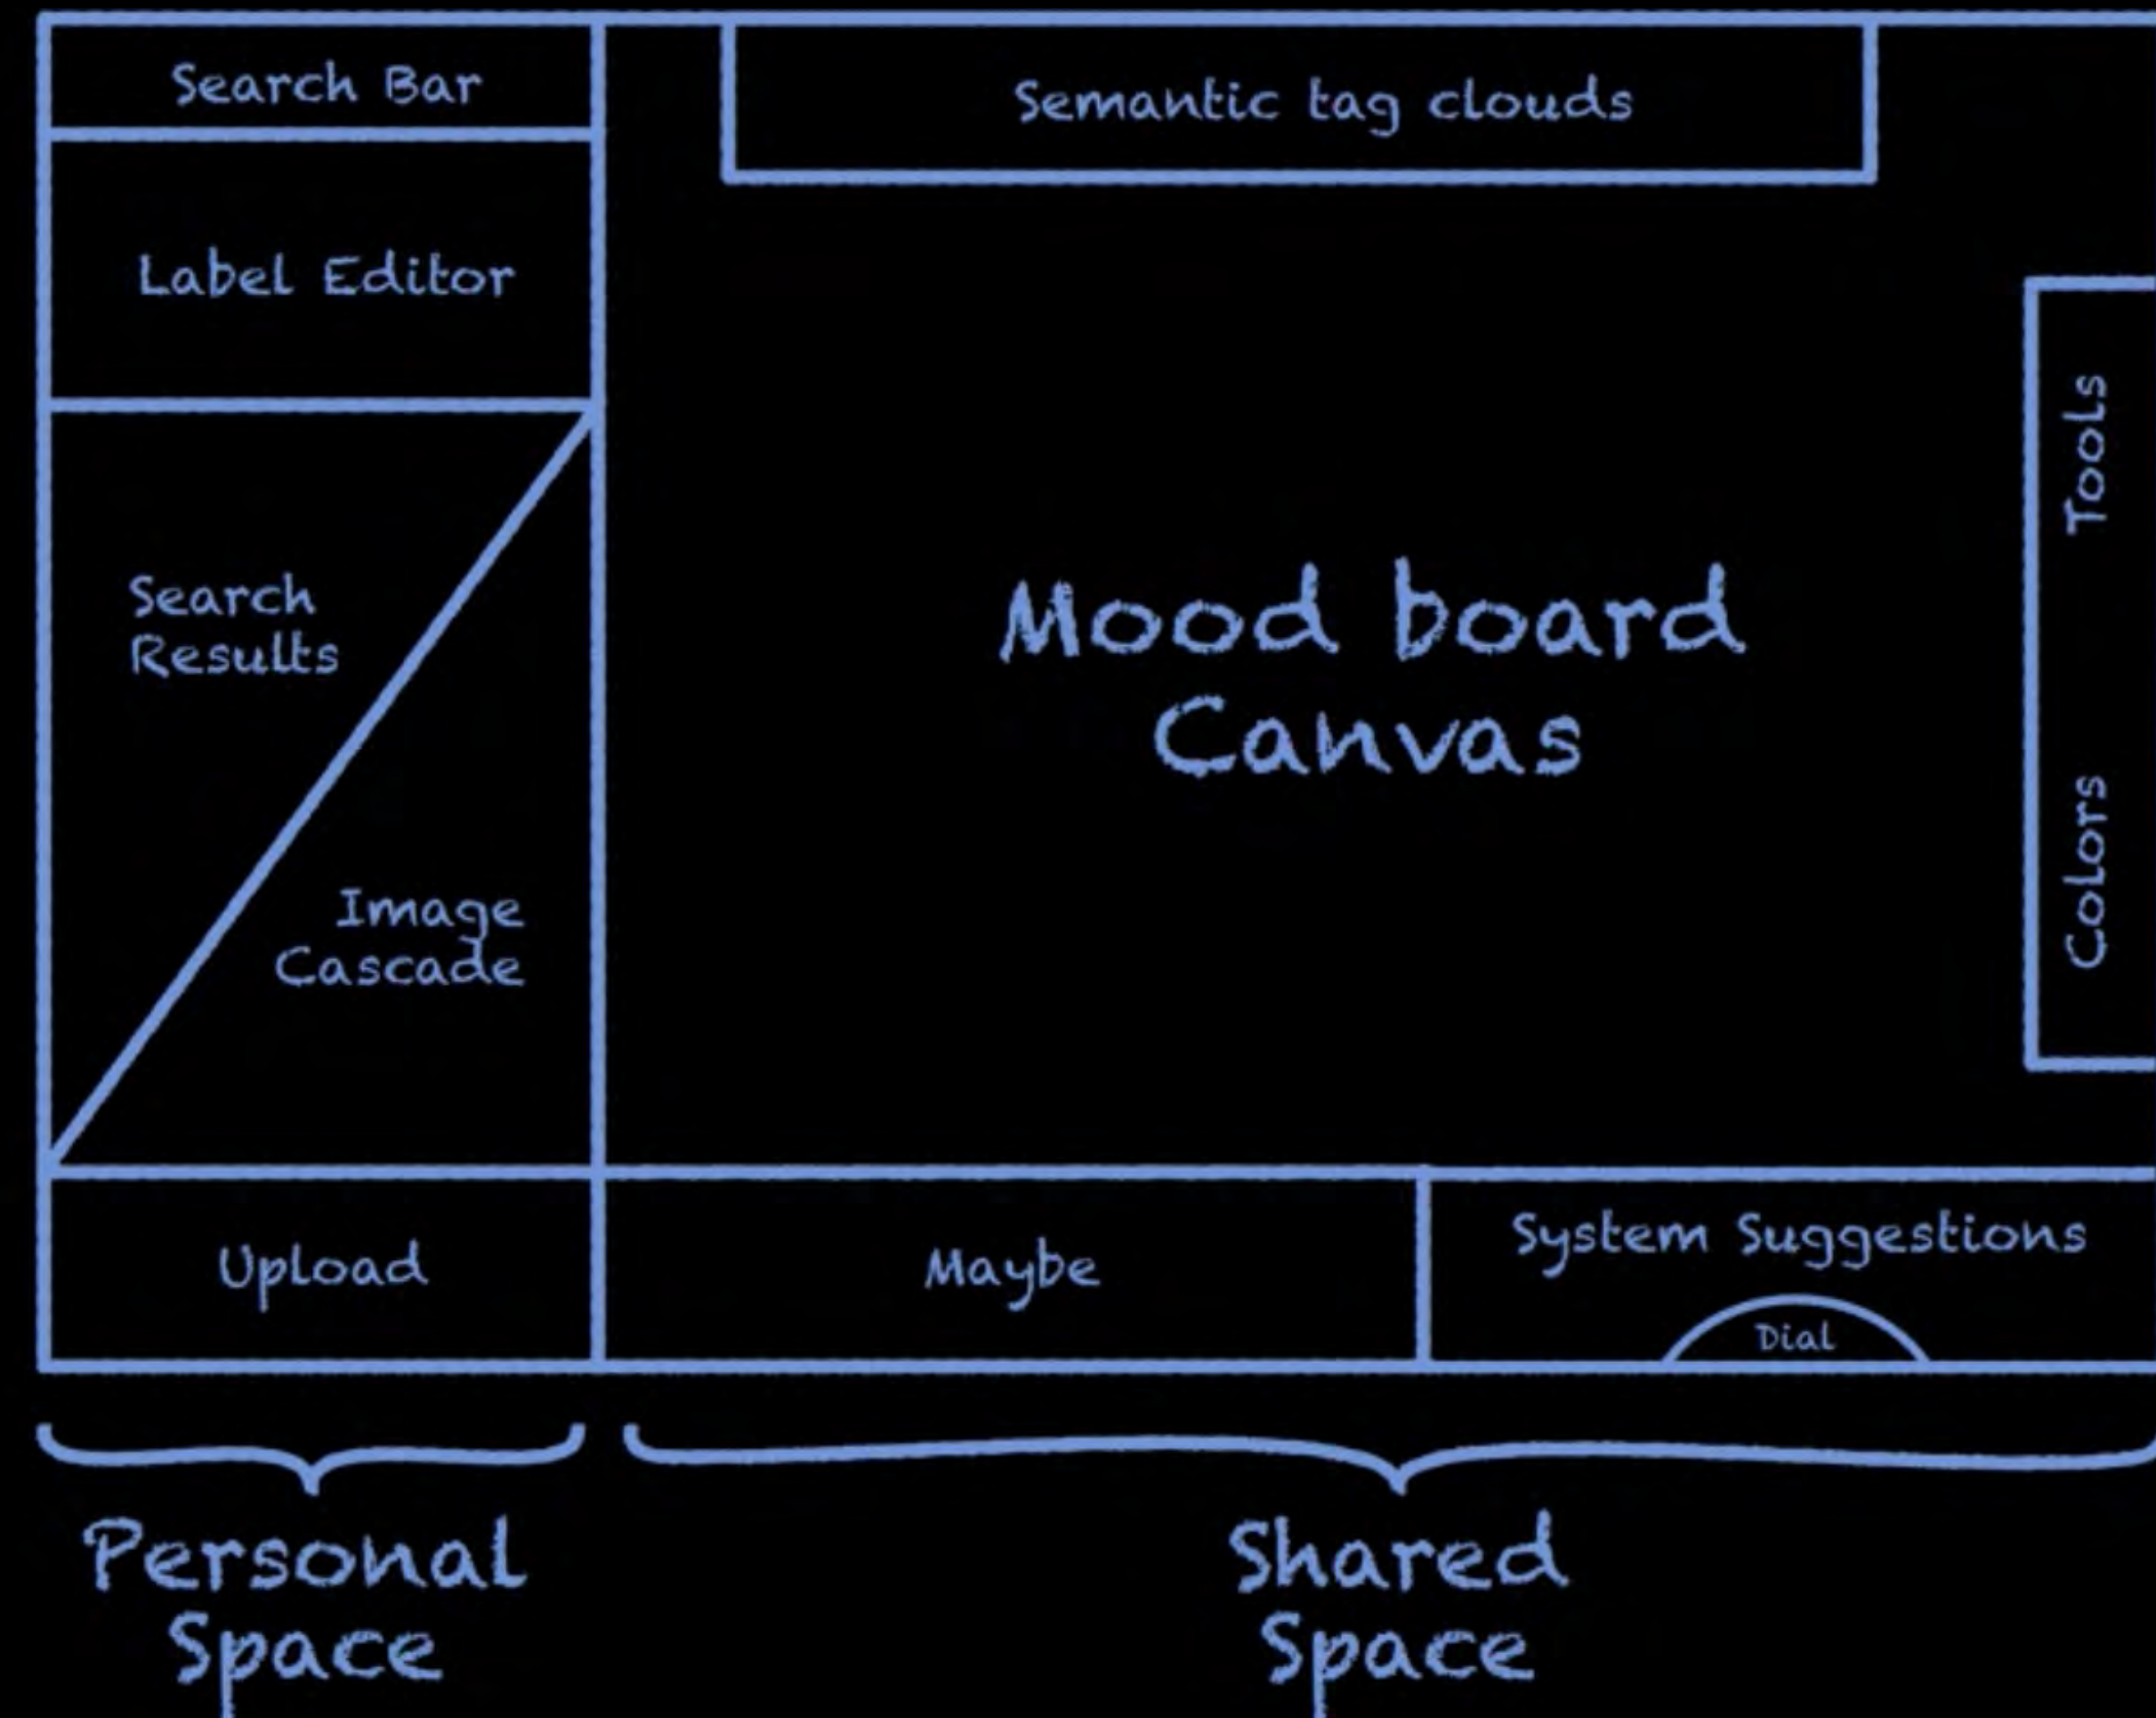 Search Bar
Semantic tag clouds
Label Editor
Tools
Search
Results
Mood board
Canvas
Colors
Image
Cascade
Upload
Maybe
System Suggestions
Dial
Personal
Space
Shared
Space